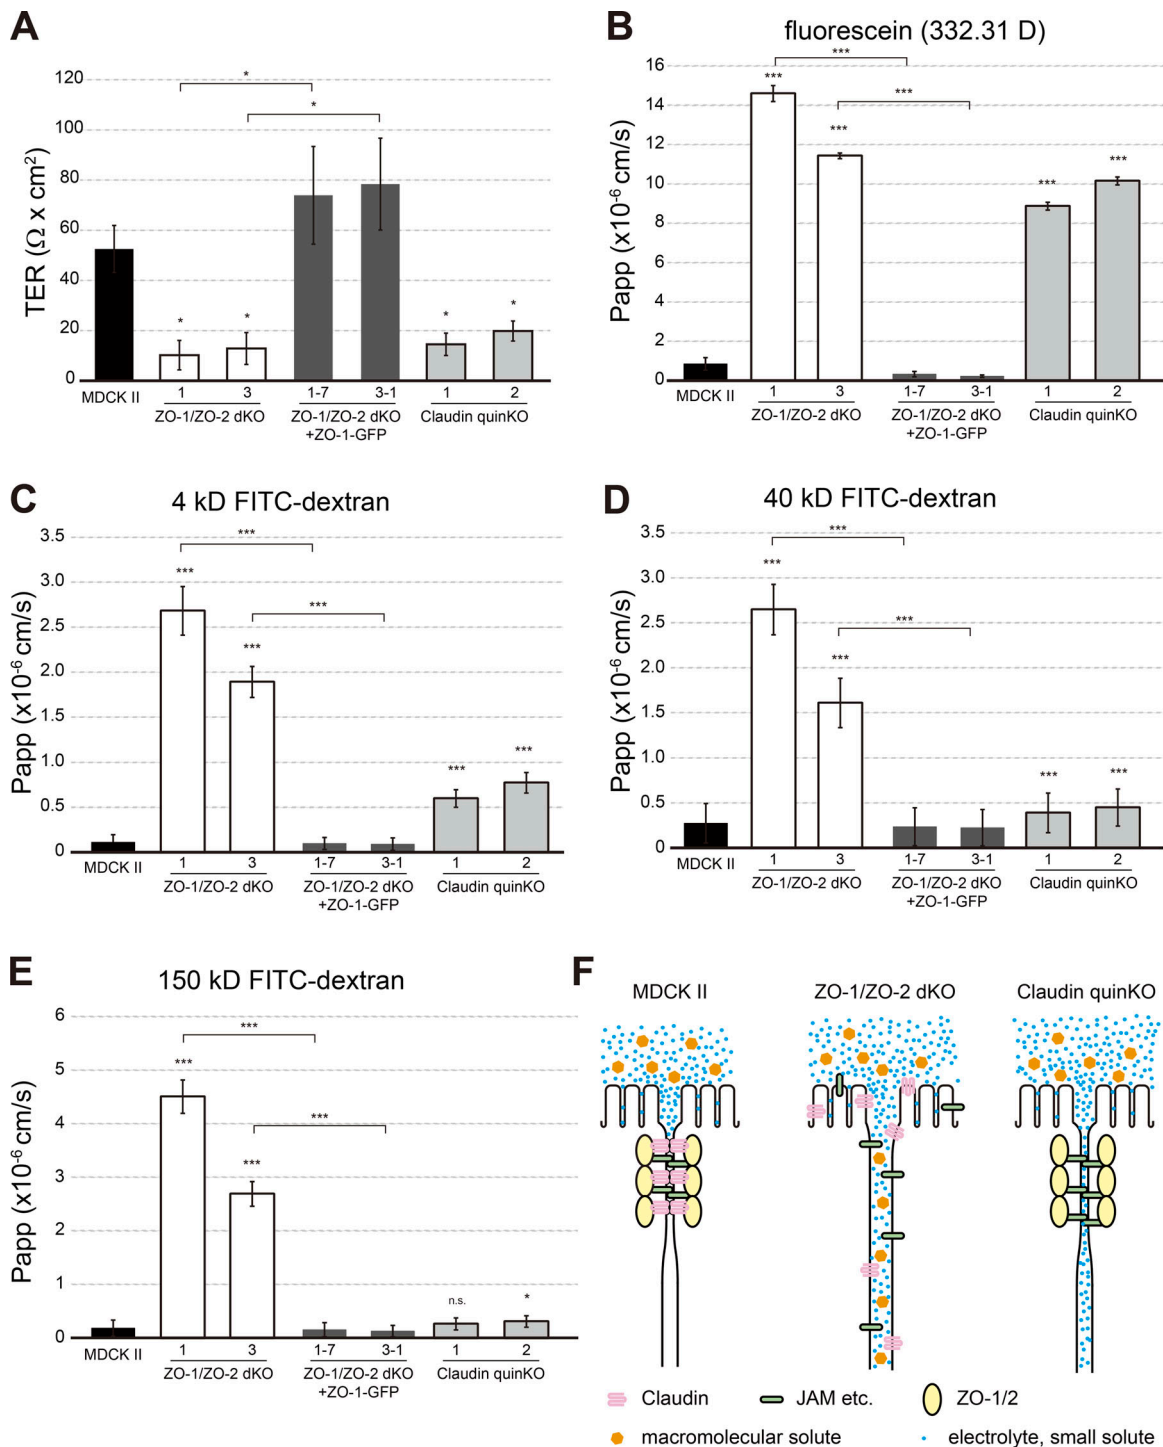 A
TER (Ω x cm²)
120
100
80
60
40
20
0
*
*
*
*
*
*
MDCK II
1
3
1-7
3-1
1
2
ZO-1/ZO-2 dKO
ZO-1/ZO-2 dKO
+ZO-1-GFP
Claudin quinKO
B
fluorescein (332.31 D)
Papp (x10⁻⁶ cm/s)
16
14
12
10
8
6
4
2
0
***
***
***
***
***
***
MDCK II
1
3
1-7
3-1
1
2
ZO-1/ZO-2 dKO
ZO-1/ZO-2 dKO
+ZO-1-GFP
Claudin quinKO
C
4 kD FITC-dextran
Papp (x10⁻⁶ cm/s)
3.5
3.0
2.5
2.0
1.5
1.0
0.5
0
***
***
***
***
***
***
MDCK II
1
3
1-7
3-1
1
2
ZO-1/ZO-2 dKO
ZO-1/ZO-2 dKO
+ZO-1-GFP
Claudin quinKO
D
40 kD FITC-dextran
Papp (x10⁻⁶ cm/s)
3.5
3.0
2.5
2.0
1.5
1.0
0.5
0
***
***
***
***
***
***
MDCK II
1
3
1-7
3-1
1
2
ZO-1/ZO-2 dKO
ZO-1/ZO-2 dKO
+ZO-1-GFP
Claudin quinKO
E
150 kD FITC-dextran
Papp (x10⁻⁶ cm/s)
6
5
4
3
2
1
0
***
***
***
***
n.s.
*
MDCK II
1
3
1-7
3-1
1
2
ZO-1/ZO-2 dKO
ZO-1/ZO-2 dKO
+ZO-1-GFP
Claudin quinKO
F
MDCK II
ZO-1/ZO-2 dKO
Claudin quinKO
Claudin
JAM etc.
ZO-1/2
macromolecular solute
electrolyte, small solute